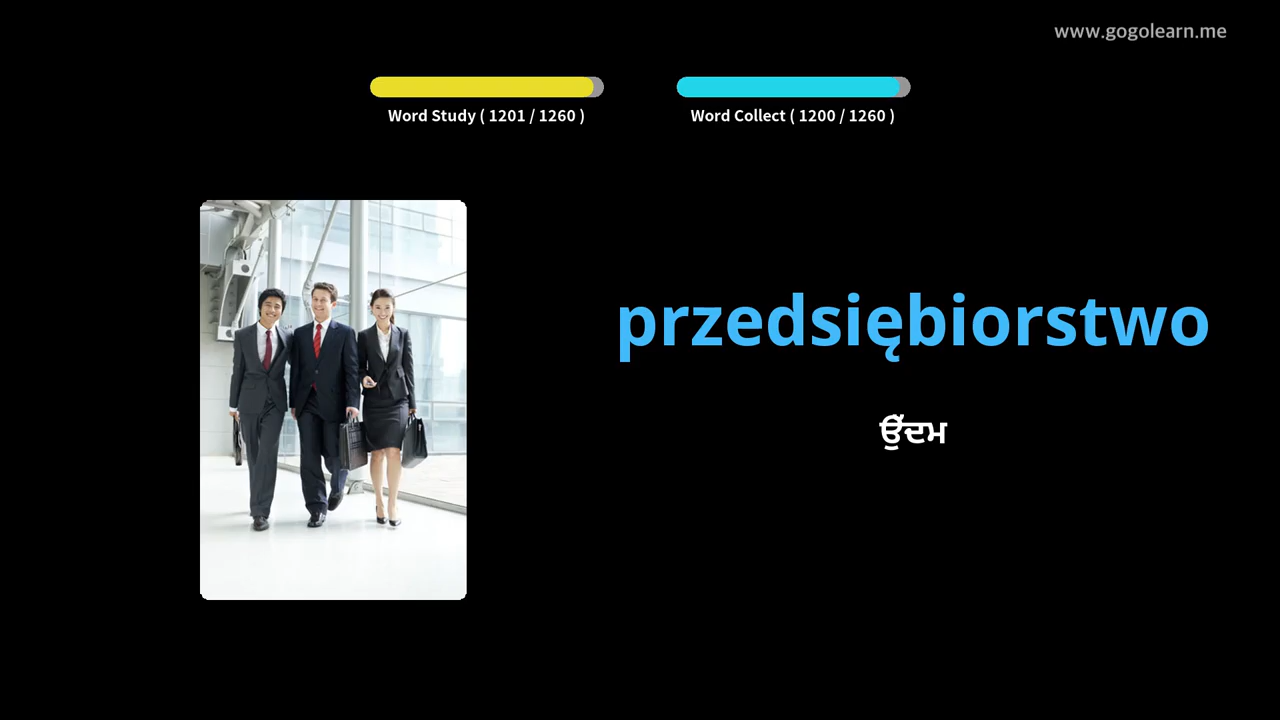 www.gogolearn.me
Word Study ( 1201 / 1260 )
Word Collect ( 1200 / 1260 )
przedsiębiorstwo
ਉੱਦਮ